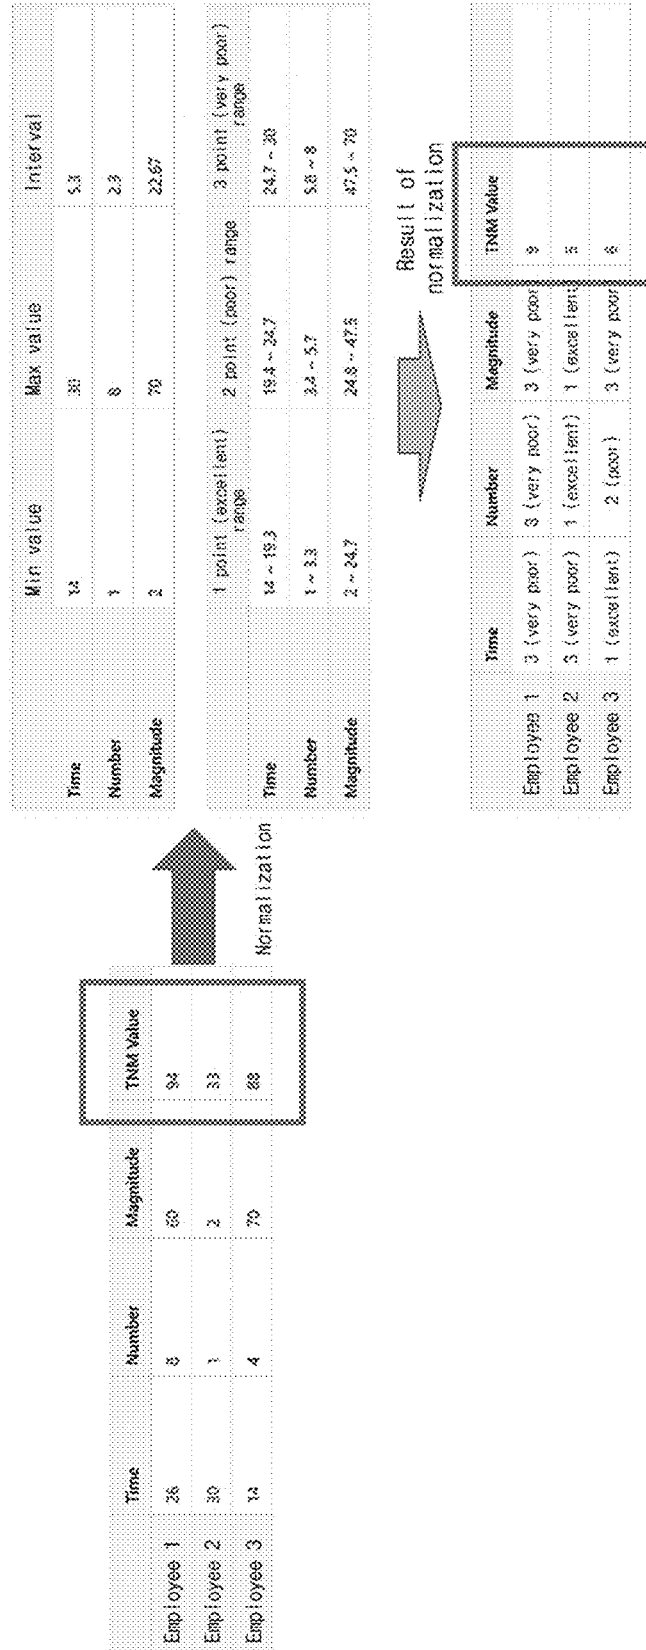 Time Number Magnitude TNM Value
Employee 1 26 8 60 94
Employee 2 30 1 2 33
Employee 3 14 4 70 88
Normalization
Min value Max value Interval
Time 14 30 5.3
Number 1 8 2.3
Magnitude 2 70 22.67
1 point (excellent) range 2 point (poor) range 3 point (very poor) range
Time 14 ~ 19.3 19.4 ~ 24.7 24.7 ~ 30
Number 1 ~ 3.3 3.4 ~ 5.7 5.8 ~ 8
Magnitude 2 ~ 24.7 24.8 ~ 47.5 47.5 ~ 70
Result of
normalization
Time Number Magnitude TNM Value
Employee 1 3 (very poor) 3 (very poor) 3 (very poor) 9
Employee 2 3 (very poor) 1 (excellent) 1 (excellent) 5
Employee 3 1 (excellent) 2 (poor) 3 (very poor) 6